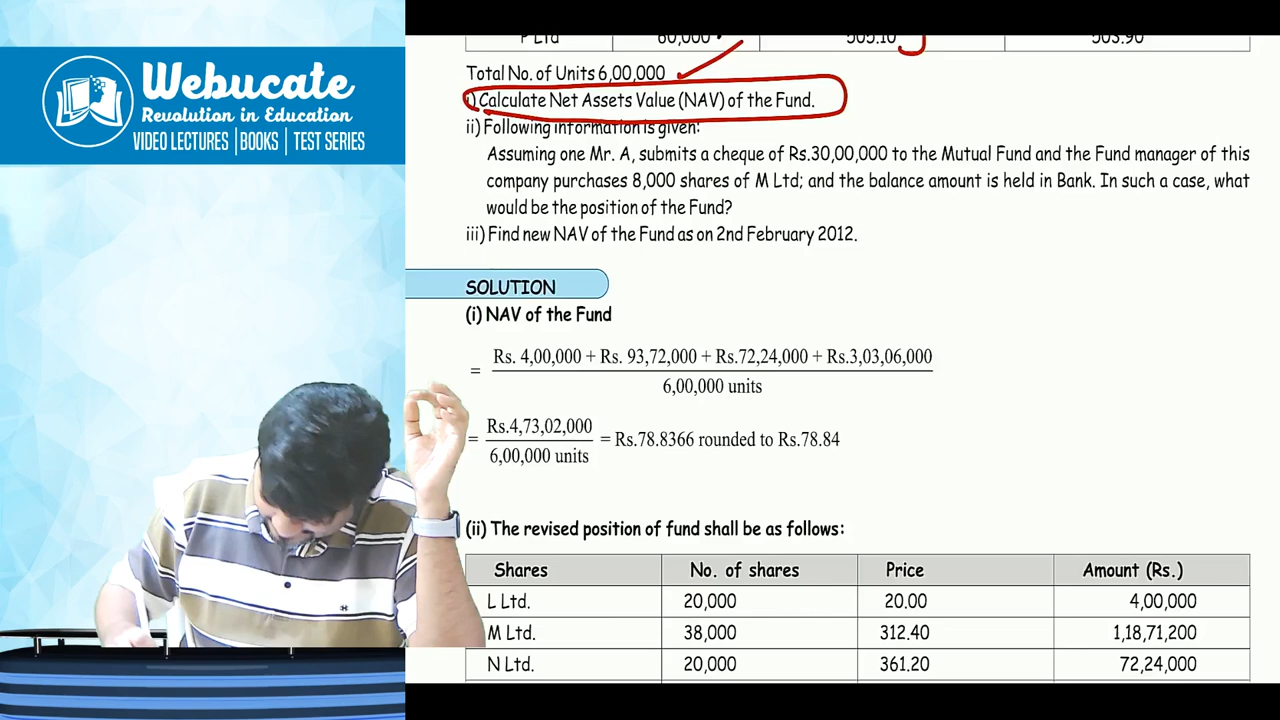 Webucate
Revolution in Education
VIDEO LECTURES | BOOKS | TEST SERIES
P Ltd 60,000 505.10 503.90
Total No. of Units 6,00,000
i) Calculate Net Assets Value (NAV) of the Fund.
ii) Following information is given:
Assuming one Mr. A, submits a cheque of Rs.30,00,000 to the Mutual Fund and the Fund manager of this
company purchases 8,000 shares of M Ltd; and the balance amount is held in Bank. In such a case, what
would be the position of the Fund?
iii) Find new NAV of the Fund as on 2nd February 2012.
SOLUTION
(i) NAV of the Fund
= Rs. 4,00,000 + Rs. 93,72,000 + Rs.72,24,000 + Rs.3,03,06,000
6,00,000 units
= Rs.4,73,02,000 = Rs.78.8366 rounded to Rs.78.84
6,00,000 units
(ii) The revised position of fund shall be as follows:
Shares No. of shares Price Amount (Rs.)
L Ltd. 20,000 20.00 4,00,000
M Ltd. 38,000 312.40 1,18,71,200
N Ltd. 20,000 361.20 72,24,000